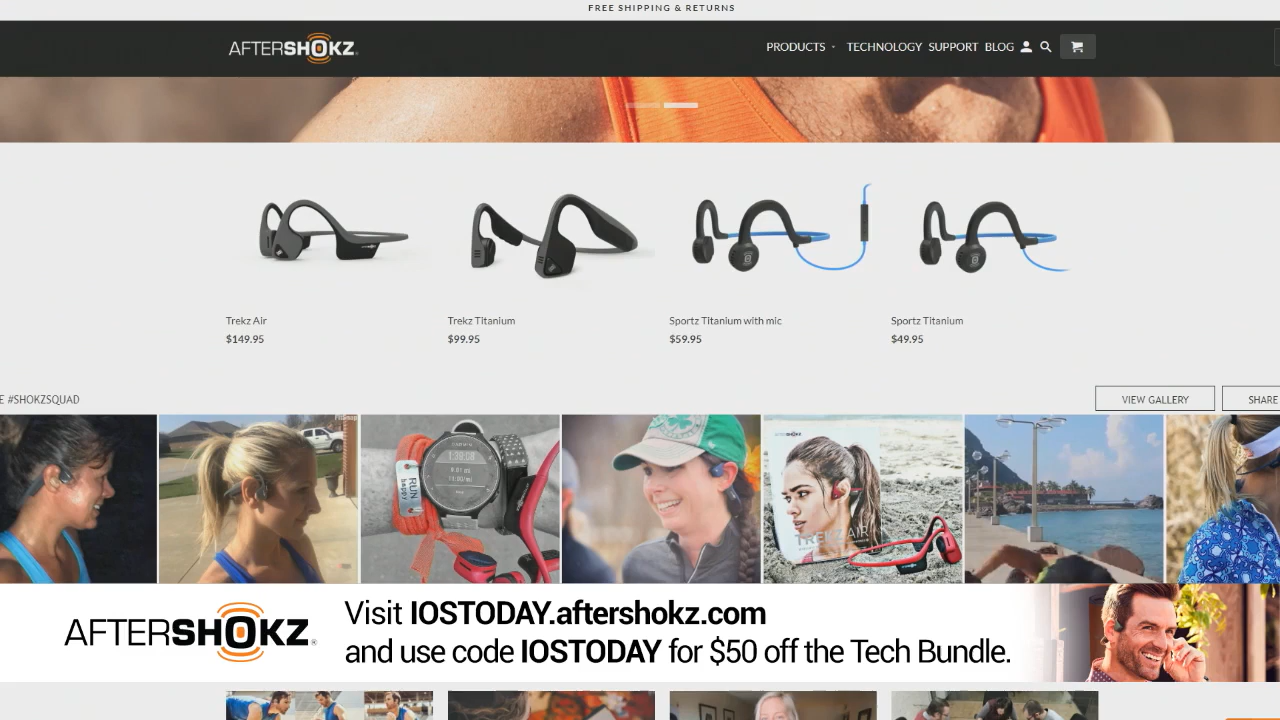 FREE SHIPPING & RETURNS
AFTERSHOKZ
PRODUCTS TECHNOLOGY SUPPORT BLOG
Trekz Air
$149.95
Trekz Titanium
$99.95
Sportz Titanium with mic
$59.95
Sportz Titanium
$49.95
E #SHOKZSQUAD
VIEW GALLERY
SHARE
RUN
happy
AFTERSHOKZ
TREKZ AIR
AFTERSHOKZ®
Visit IOSTODAY.aftershokz.com
and use code IOSTODAY for $50 off the Tech Bundle.